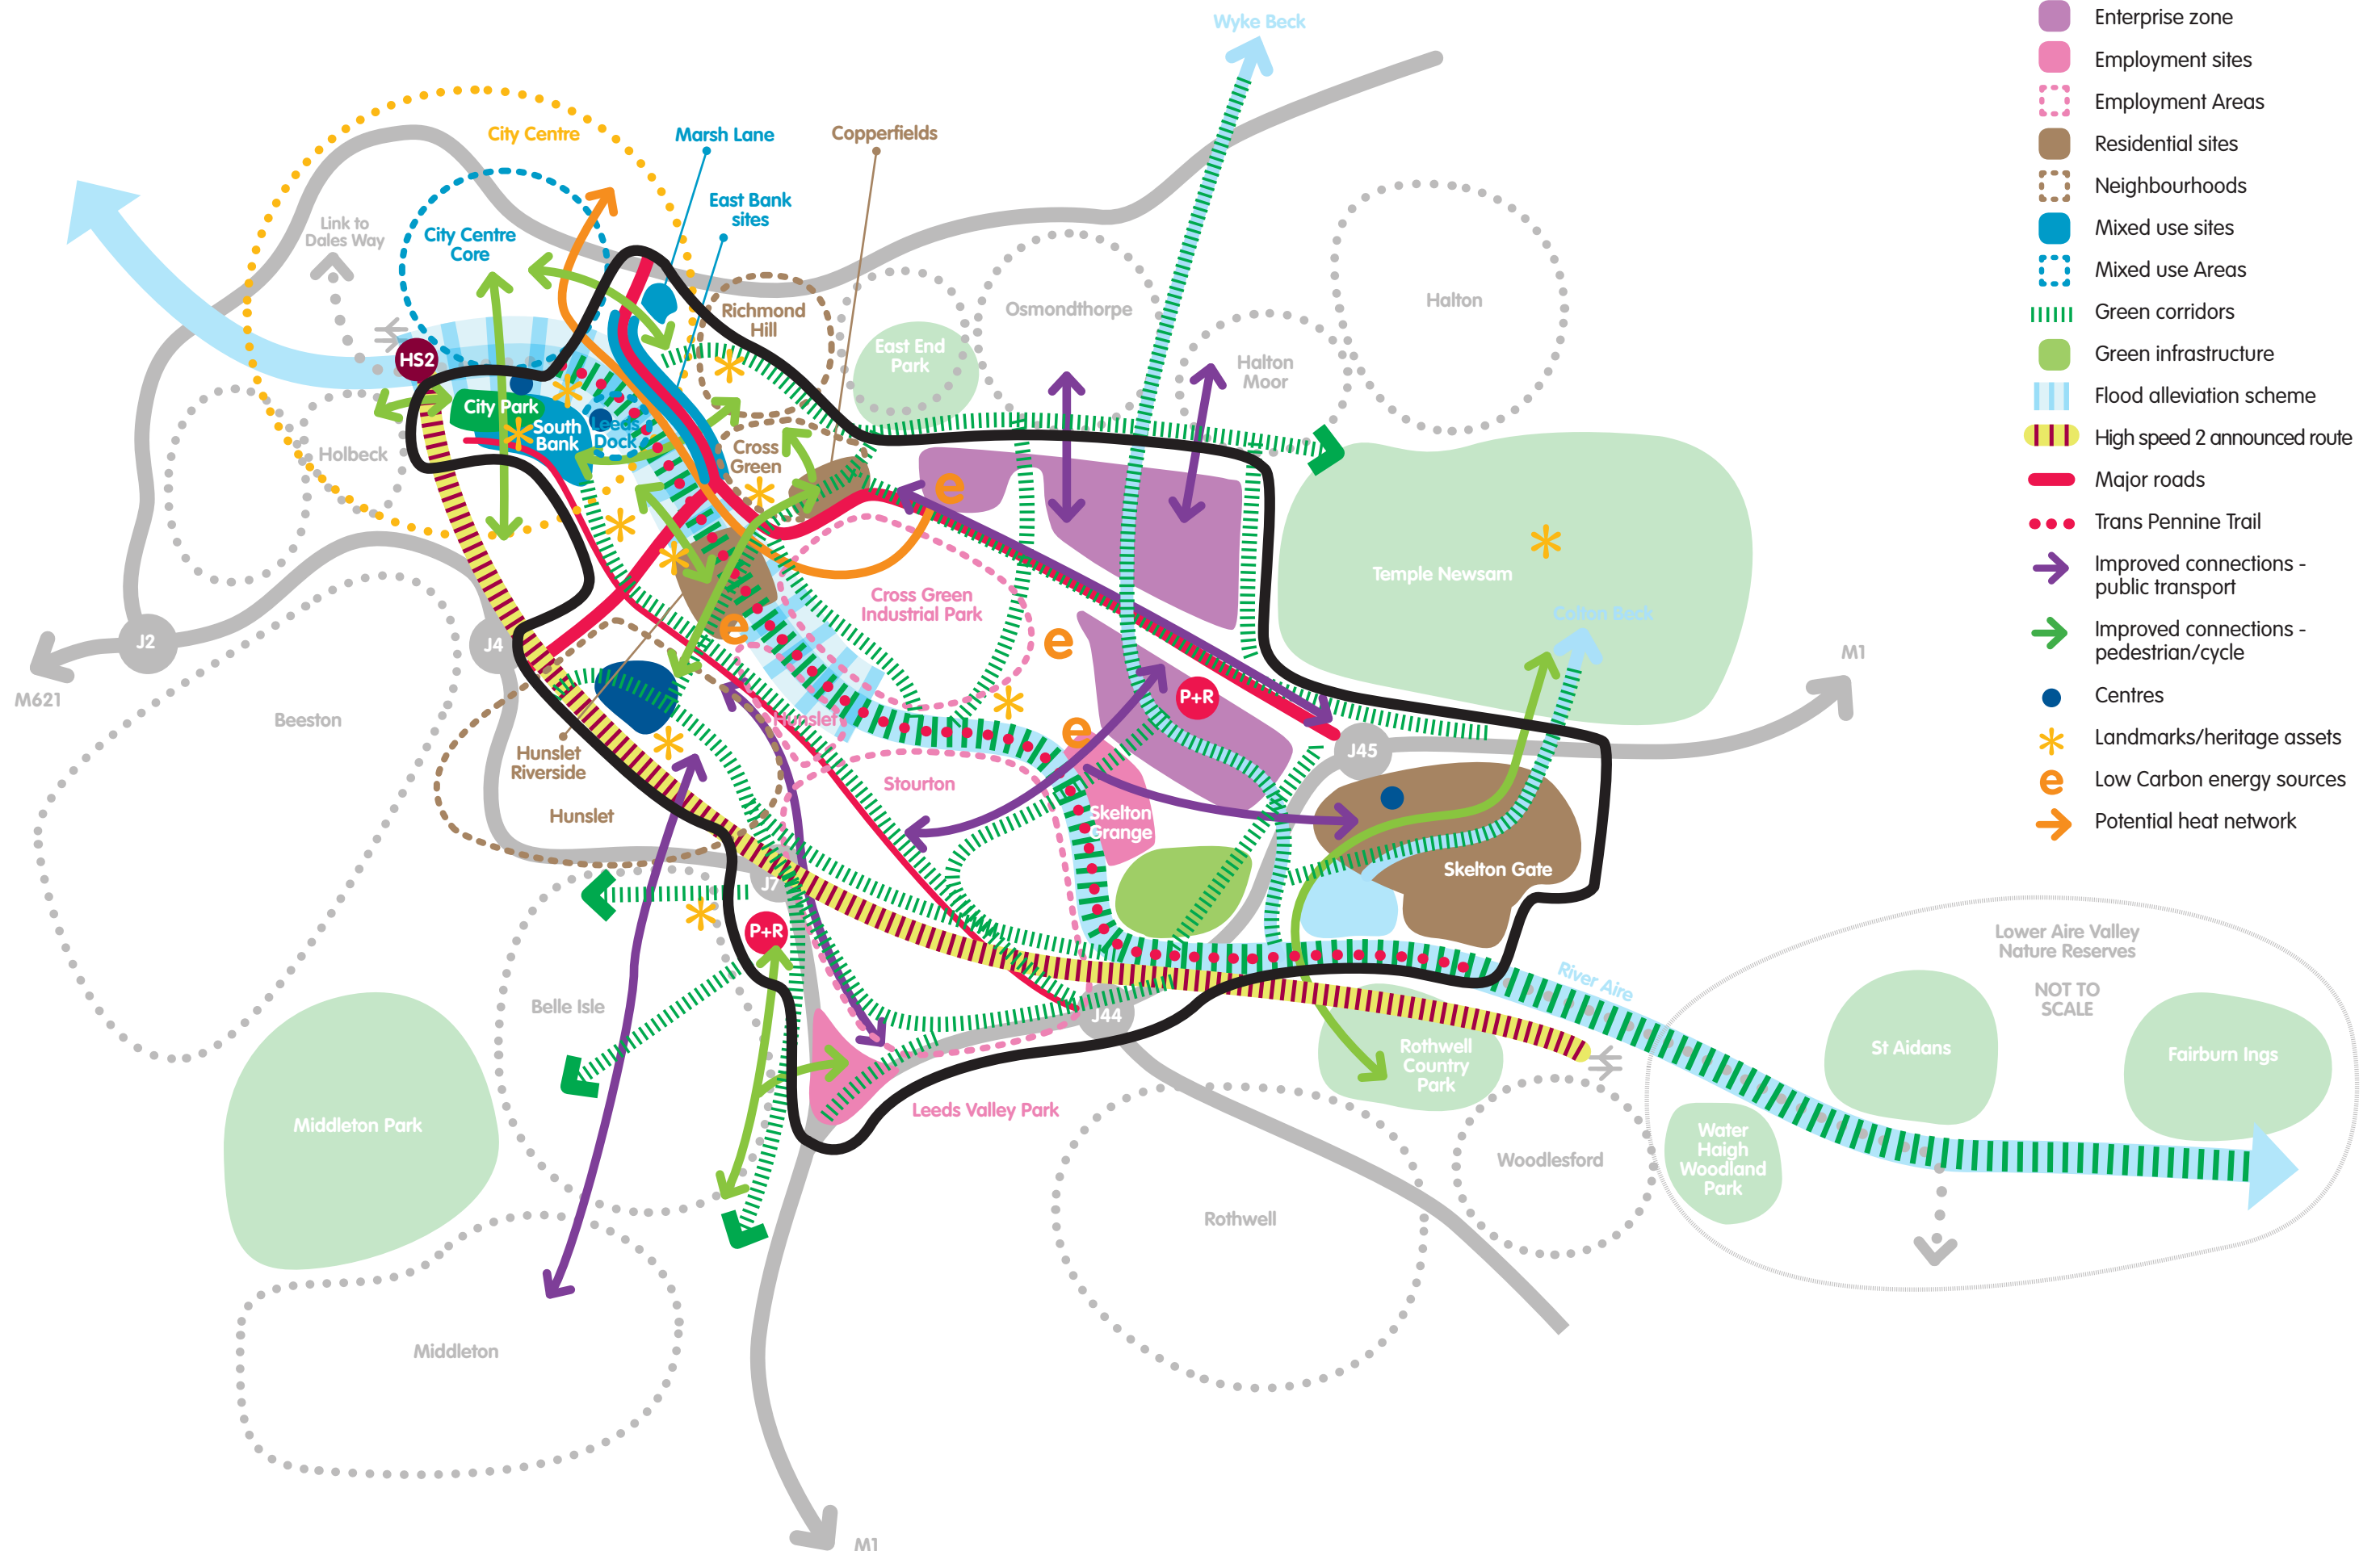 Wyke Beck
City Centre
Marsh Lane
Copperfields
East Bank
sites
Link to
Dales Way
City Centre
Core
Richmond
Hill
Osmondthorpe
Halton
East End
Park
Halton
Moor
HS2
City Park
South
Bank
Leeds
Dock
Holbeck
Cross
Green
e
Temple Newsam
Colton Beck
Cross Green
Industrial Park
e
e
J2
J4
M621
M1
P+R
Beeston
Hunslet
e
J45
Hunslet
Riverside
Stourton
Hunslet
Skelton
Grange
Skelton Gate
J7
P+R
River Aire
Lower Aire Valley
Nature Reserves
NOT TO
SCALE
Belle Isle
J44
Rothwell
Country
Park
St Aidans
Fairburn Ings
Middleton Park
Leeds Valley Park
Water
Haigh
Woodland
Park
Woodlesford
Rothwell
Middleton
M1
Enterprise zone
Employment sites
Employment Areas
Residential sites
Neighbourhoods
Mixed use sites
Mixed use Areas
Green corridors
Green infrastructure
Flood alleviation scheme
High speed 2 announced route
Major roads
Trans Pennine Trail
Improved connections -
public transport
Improved connections -
pedestrian/cycle
Centres
Landmarks/heritage assets
e Low Carbon energy sources
Potential heat network